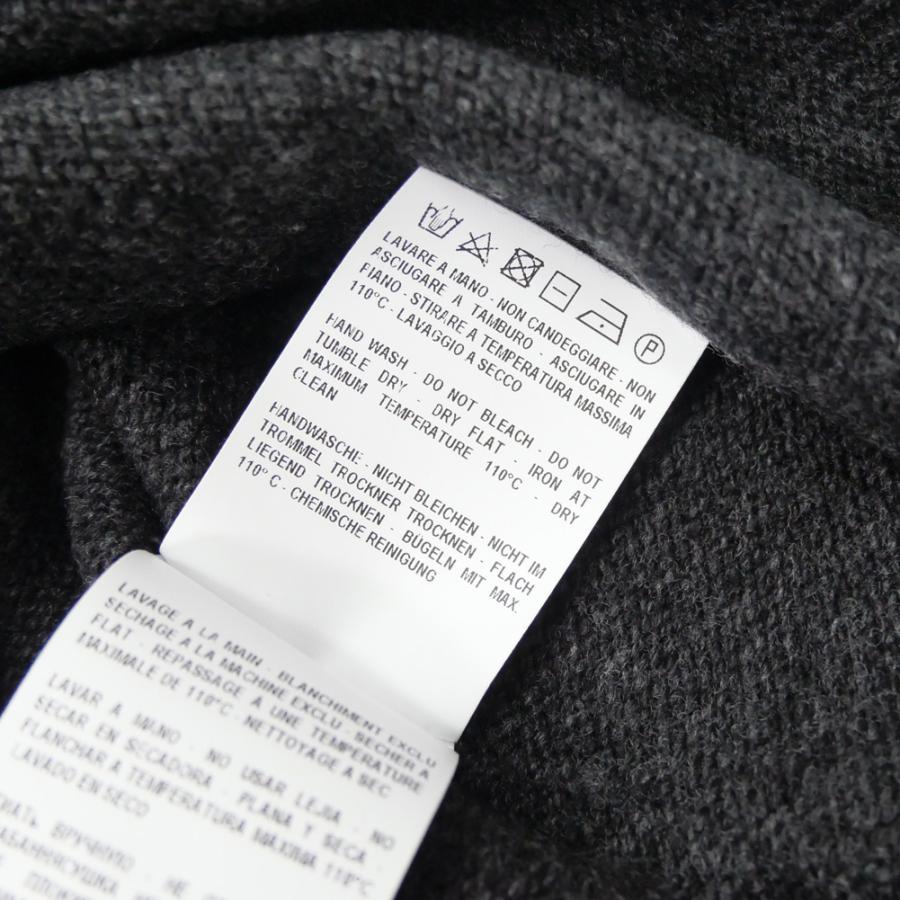 P
LAVARE A MANO - NON CANDEGGIARE - NON
ASCIUGARE A TAMBURO - ASCIUGARE IN
PIANO - STIRARE A TEMPERATURA MASSIMA
110°C - LAVAGGIO A SECCO
HAND WASH - DO NOT BLEACH - DO NOT
TUMBLE DRY - DRY FLAT - IRON AT
MAXIMUM TEMPERATURE 110°C - DRY
CLEAN
HANDWASCHE - NICHT BLEICHEN - NICHT IM
TROMMEL TROCKNER TROCKNEN - FLACH
LIEGEND TROCKNEN - BÜGELN MIT MAX.
110° C - CHEMISCHE REINIGUNG
LAVAGE A LA MAIN - BLANCHIMENT EXCLU
SECHAGE A LA MACHINE EXCLU - SECHER A
FLAT - REPASSAGE A UNE TEMPERATURE
MAXIMALE DE 110°C - NETTOYAGE A SEC
LAVAR A MANO - NO USAR LEJIA - NO
SECAR EN SECADORA - PLANA Y SECA -
PLANCHAR A TEMPERATURA MAXIMA 110°C
LAVADO EN SECO
ВРУЧНУЮ - НЕ